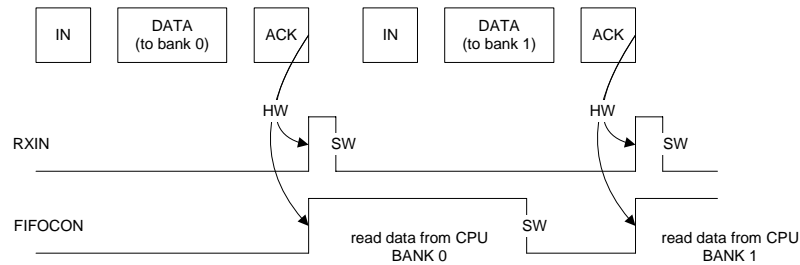 IN
DATA
(to bank 0)
ACK
IN
DATA
(to bank 1)
ACK
HW
HW
RXIN
SW
SW
FIFOCON
SW
read data from CPU
BANK 0
read data from CPU
BANK 1